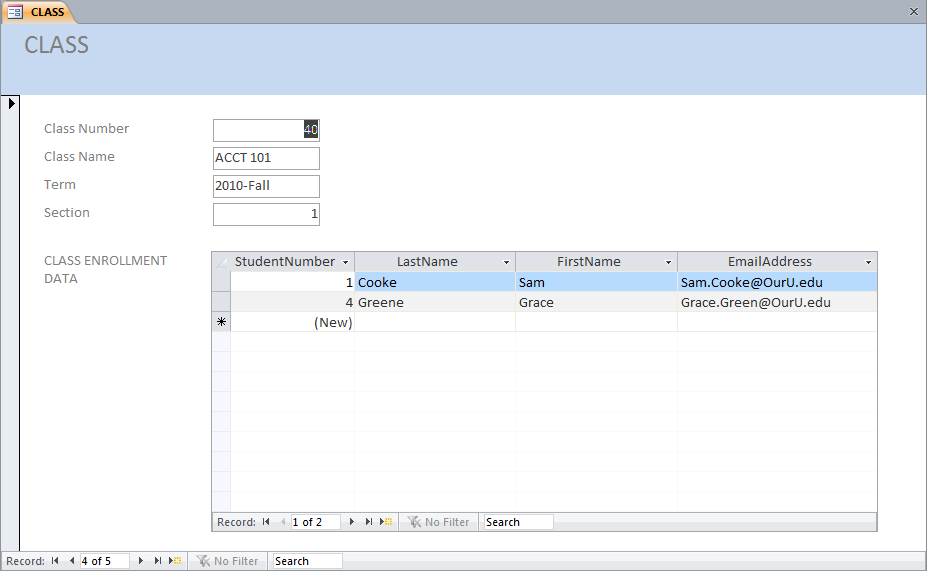 CLASS
CLASS
Class Number 40
Class Name ACCT 101
Term 2010-Fall
Section 1
CLASS ENROLLMENT
DATA
StudentNumber LastName FirstName EmailAddress
1 Cooke Sam Sam.Cooke@OurU.edu
4 Greene Grace Grace.Green@OurU.edu
(New)
Record: 1 of 2 No Filter Search
Record: 4 of 5 No Filter Search